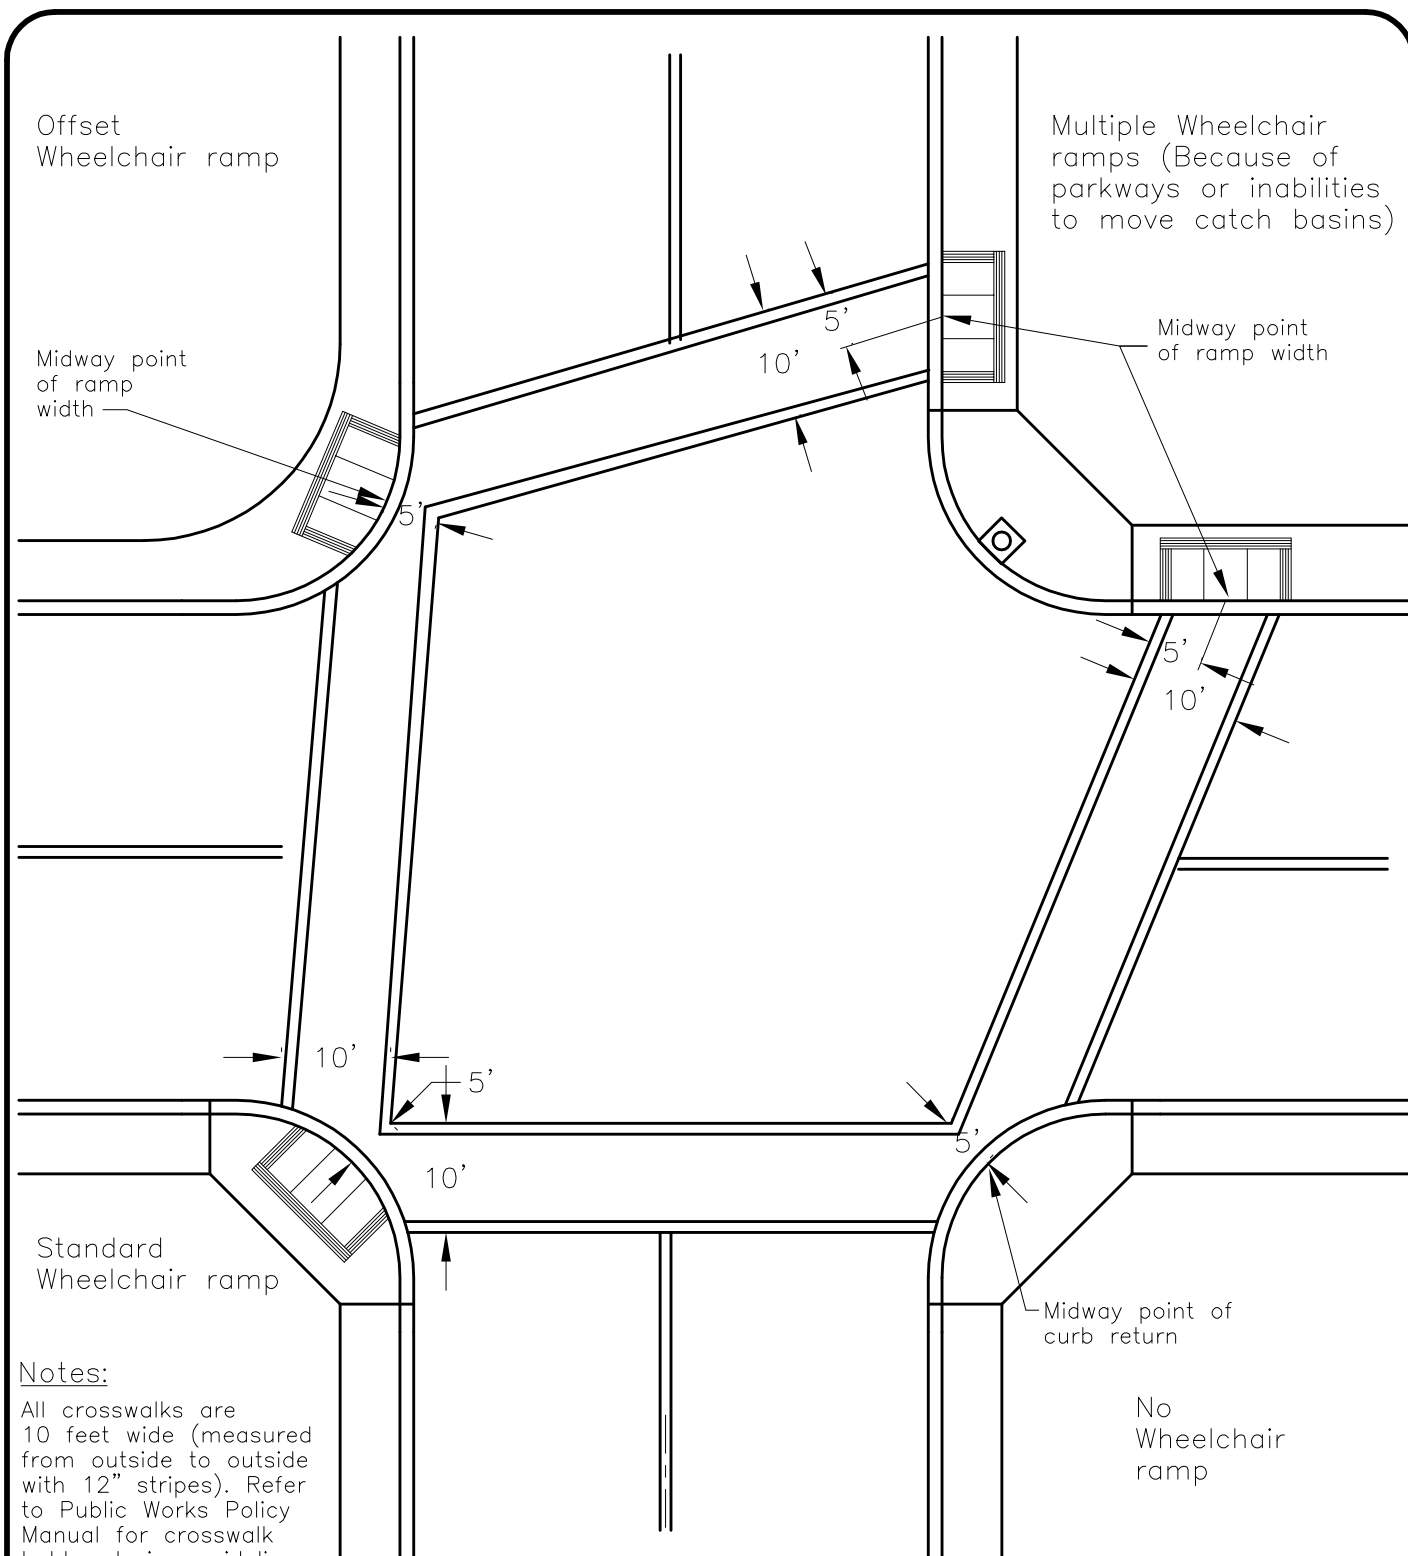 Offset
Wheelchair ramp
Multiple Wheelchair
ramps (Because of
parkways or inabilities
to move catch basins)
Midway point
of ramp
width
Midway point
of ramp width
5'
10'
5'
5'
10'
10'
5'
10'
5'
Standard
Wheelchair ramp
Midway point of
curb return
No
Wheelchair
ramp
Notes:
All crosswalks are
10 feet wide (measured
from outside to outside
with 12” stripes). Refer
to Public Works Policy
Manual for crosswalk